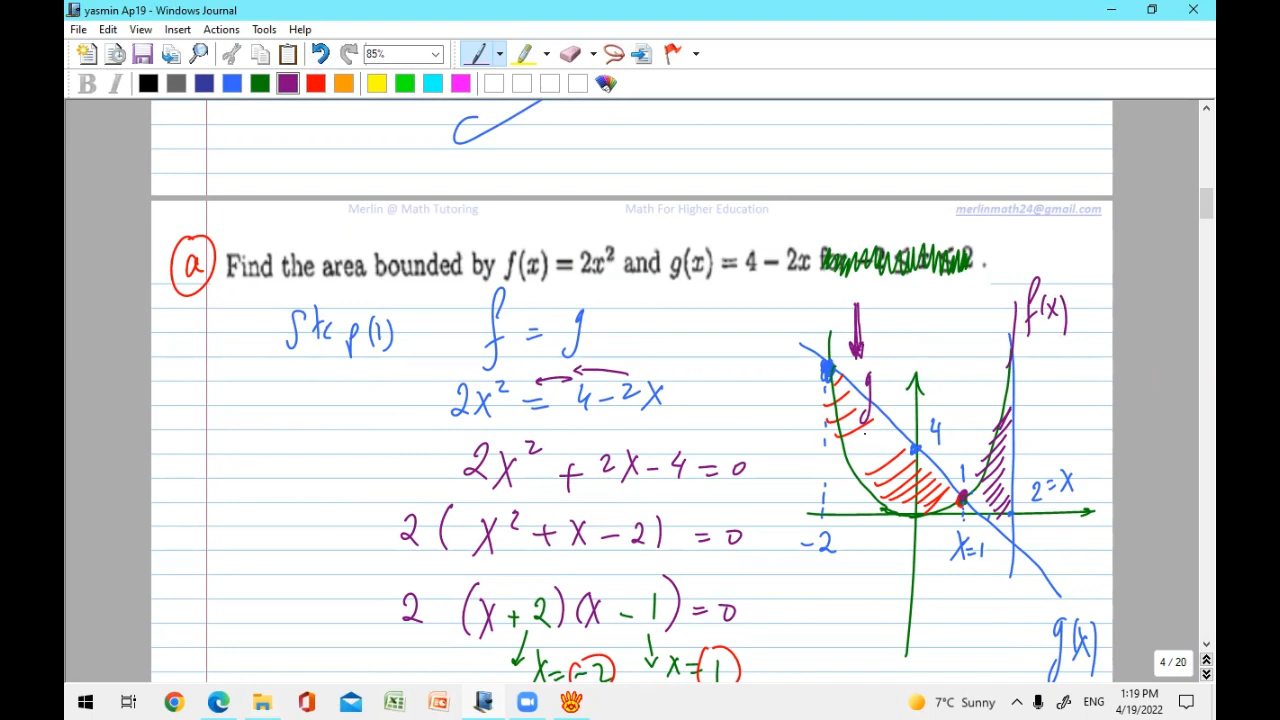 yasmin Ap19 - Windows Journal
File Edit View Insert Actions Tools Help
85%
B I
Merlin @ Math Tutoring Math For Higher Education merlinmath24@gmail.com
a Find the area bounded by f(x) = 2x² and g(x) = 4 − 2x
Step(1) f = g
2x² = 4 − 2x
2x² + 2x − 4 = 0
2 (x² + x − 2) = 0
2 (x + 2)(x − 1) = 0
x = −2 x = 1
f(x)
g
4
1
2 = x
−2
x=1
g(x)
4 / 20
7°C Sunny
ENG
1:19 PM
4/19/2022